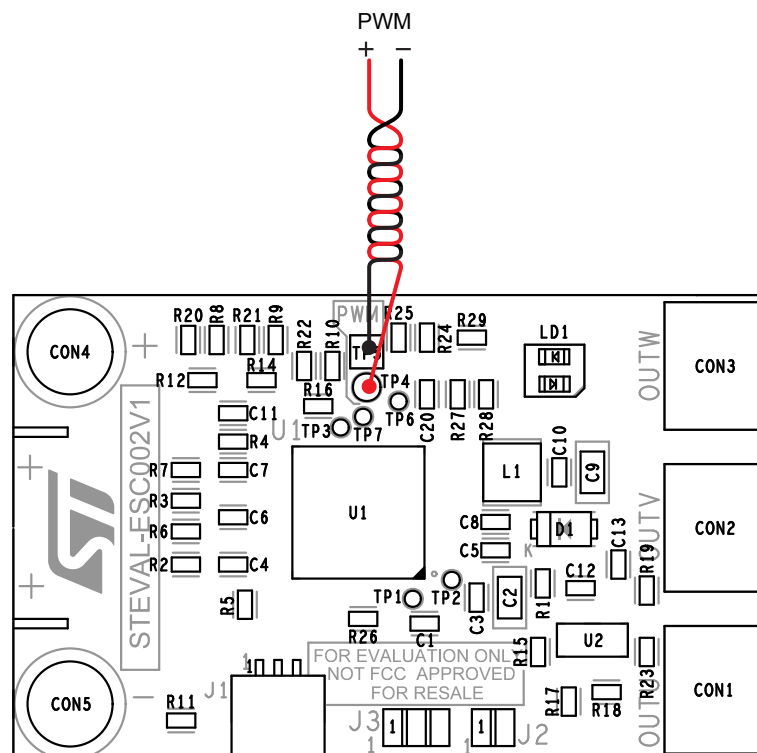 PWM
+ −
PWM
R20
R8
R21
R9
R22
R10
R25
R24
R29
TP5
LD1
CON4
+
CON3
OUTW
R12
R14
R16
TP4
TP6
TP7
TP3
C20
R27
R28
C11
R4
U1
R7
C7
L1
C10
C9
R3
C6
U1
C8
D1
K
C13
CON2
OUTV
R6
C5
R2
C4
STEVAL-ESC002V1
ST
+
+
R5
TP1
TP2
C3
C2
R1
C12
R19
R26
C1
R15
U2
R23
FOR EVALUATION ONLY
NOT FCC APPROVED
FOR RESALE
CON5
−
R11
J1
1
1
J3
1
1
J2
1
1
R17
R18
CON1